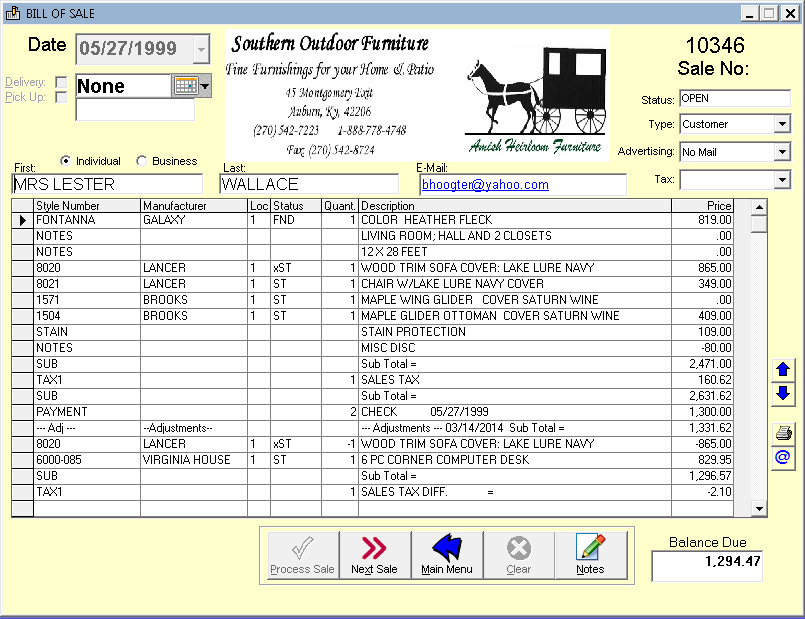 BILL OF SALE
Date 05/27/1999
Delivery:
Pick Up:
None
Southern Outdoor Furniture
Fine Furnishings for your Home & Patio
45 Montgomery Exit
Auburn, Ky, 42206
(270) 542-7223 1-888-778-4748
Fax: (270) 542-8724
Amish Heirloom Furniture
10346
Sale No:
Status: OPEN
Type: Customer
Advertising: No Mail
Tax:
Individual Business
First: Last: E-Mail:
MRS LESTER WALLACE bhoogter@yahoo.com
Style Number Manufacturer Loc Status Quant. Description Price
FONTANNA GALAXY 1 FND 1 COLOR HEATHER FLECK 819.00
NOTES LIVING ROOM; HALL AND 2 CLOSETS .00
NOTES 12 X 28 FEET .00
8020 LANCER 1 xST 1 WOOD TRIM SOFA COVER: LAKE LURE NAVY 865.00
8021 LANCER 1 ST 1 CHAIR W/LAKE LURE NAVY COVER 349.00
1571 BROOKS 1 ST 1 MAPLE WING GLIDER COVER SATURN WINE .00
1504 BROOKS 1 ST 1 MAPLE GLIDER OTTOMAN COVER SATURN WINE 409.00
STAIN STAIN PROTECTION 109.00
NOTES MISC DISC -80.00
SUB Sub Total = 2,471.00
TAX1 1 SALES TAX 160.62
SUB Sub Total = 2,631.62
PAYMENT 2 CHECK 05/27/1999 1,300.00
--- Adj --- --Adjustments-- --- Adjustments --- 03/14/2014 Sub Total = 1,331.62
8020 LANCER 1 xST -1 WOOD TRIM SOFA COVER: LAKE LURE NAVY -865.00
6000-085 VIRGINIA HOUSE 1 ST 1 6 PC CORNER COMPUTER DESK 829.95
SUB Sub Total = 1,296.57
TAX1 1 SALES TAX DIFF. = -2.10
@
Process Sale Next Sale Main Menu Clear Notes
Balance Due
1,294.47